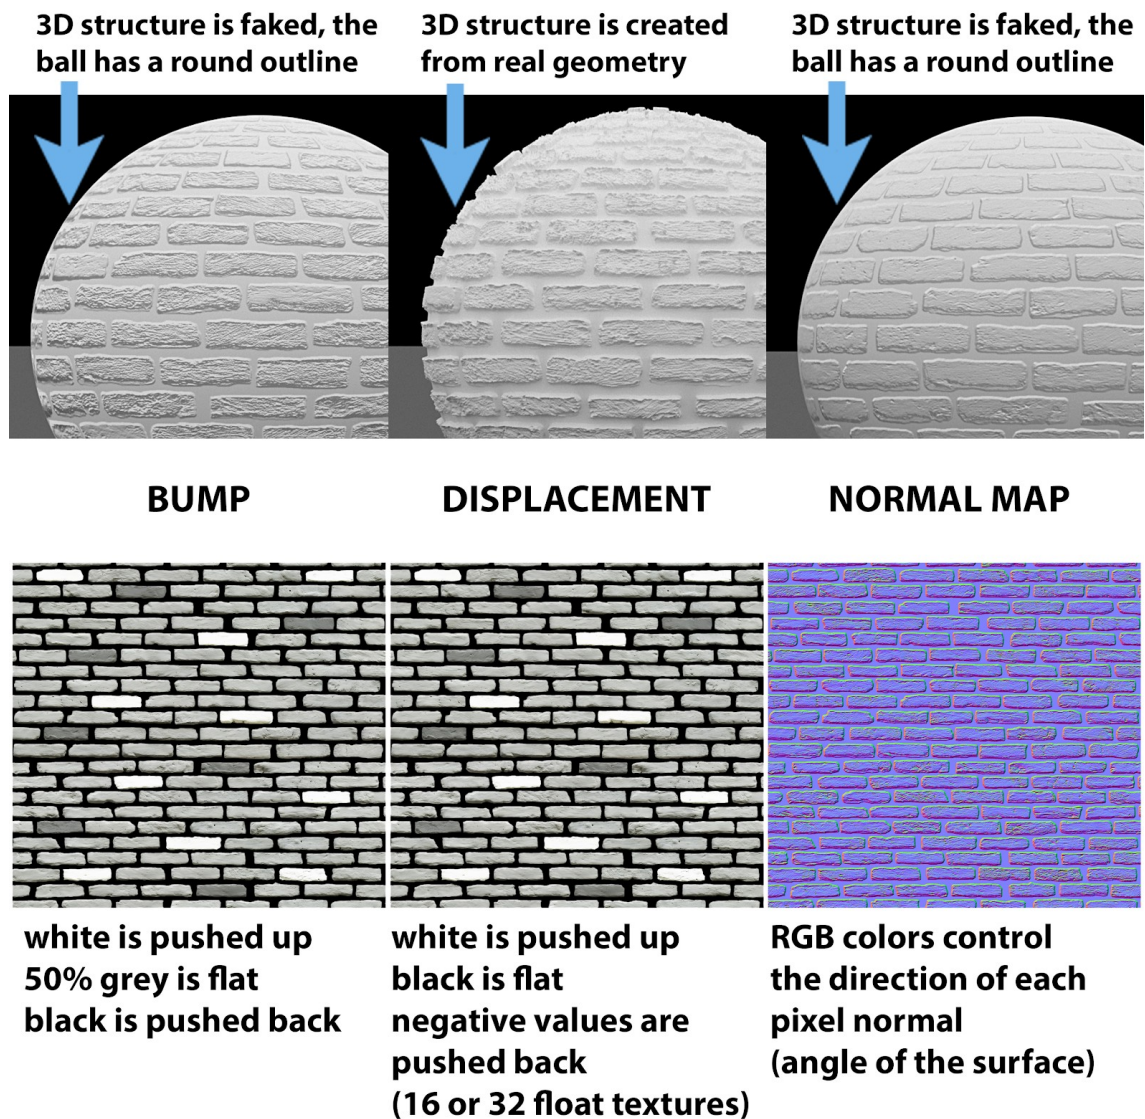 3D structure is faked, the
ball has a round outline
3D structure is created
from real geometry
3D structure is faked, the
ball has a round outline
BUMP
DISPLACEMENT
NORMAL MAP
white is pushed up
50% grey is flat
black is pushed back
white is pushed up
black is flat
negative values are
pushed back
(16 or 32 float textures)
RGB colors control
the direction of each
pixel normal
(angle of the surface)